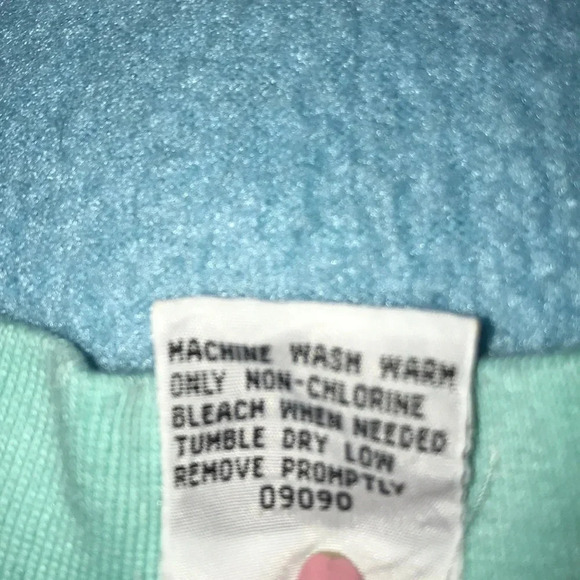 MACHINE WASH WARM
ONLY NON-CHLORINE
BLEACH WHEN NEEDED
TUMBLE DRY LOW
REMOVE PROMPTLY
09090